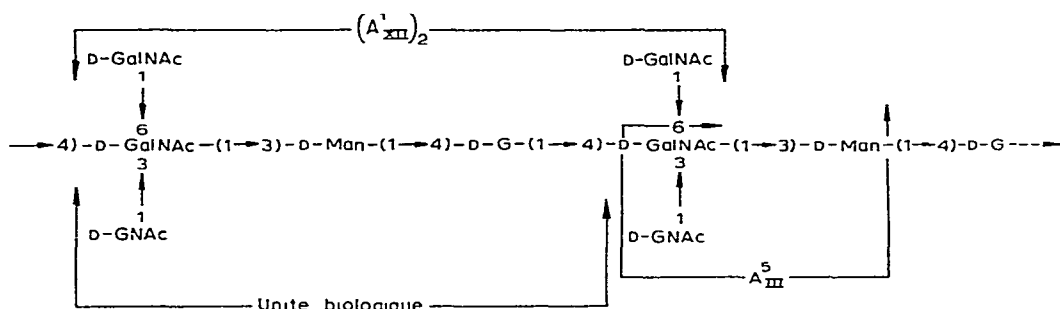 (A¹XII)₂
D-GalNAc D-GalNAc
1 1
6 6
4)-D-GalNAc-(1→3)-D-Man-(1→4)-D-G-(1→4)-D-GalNAc-(1→3)-D-Man-(1→4)-D-G
3 3
1 1
D-GNAc D-GNAc
A⁵III
Unite biologique